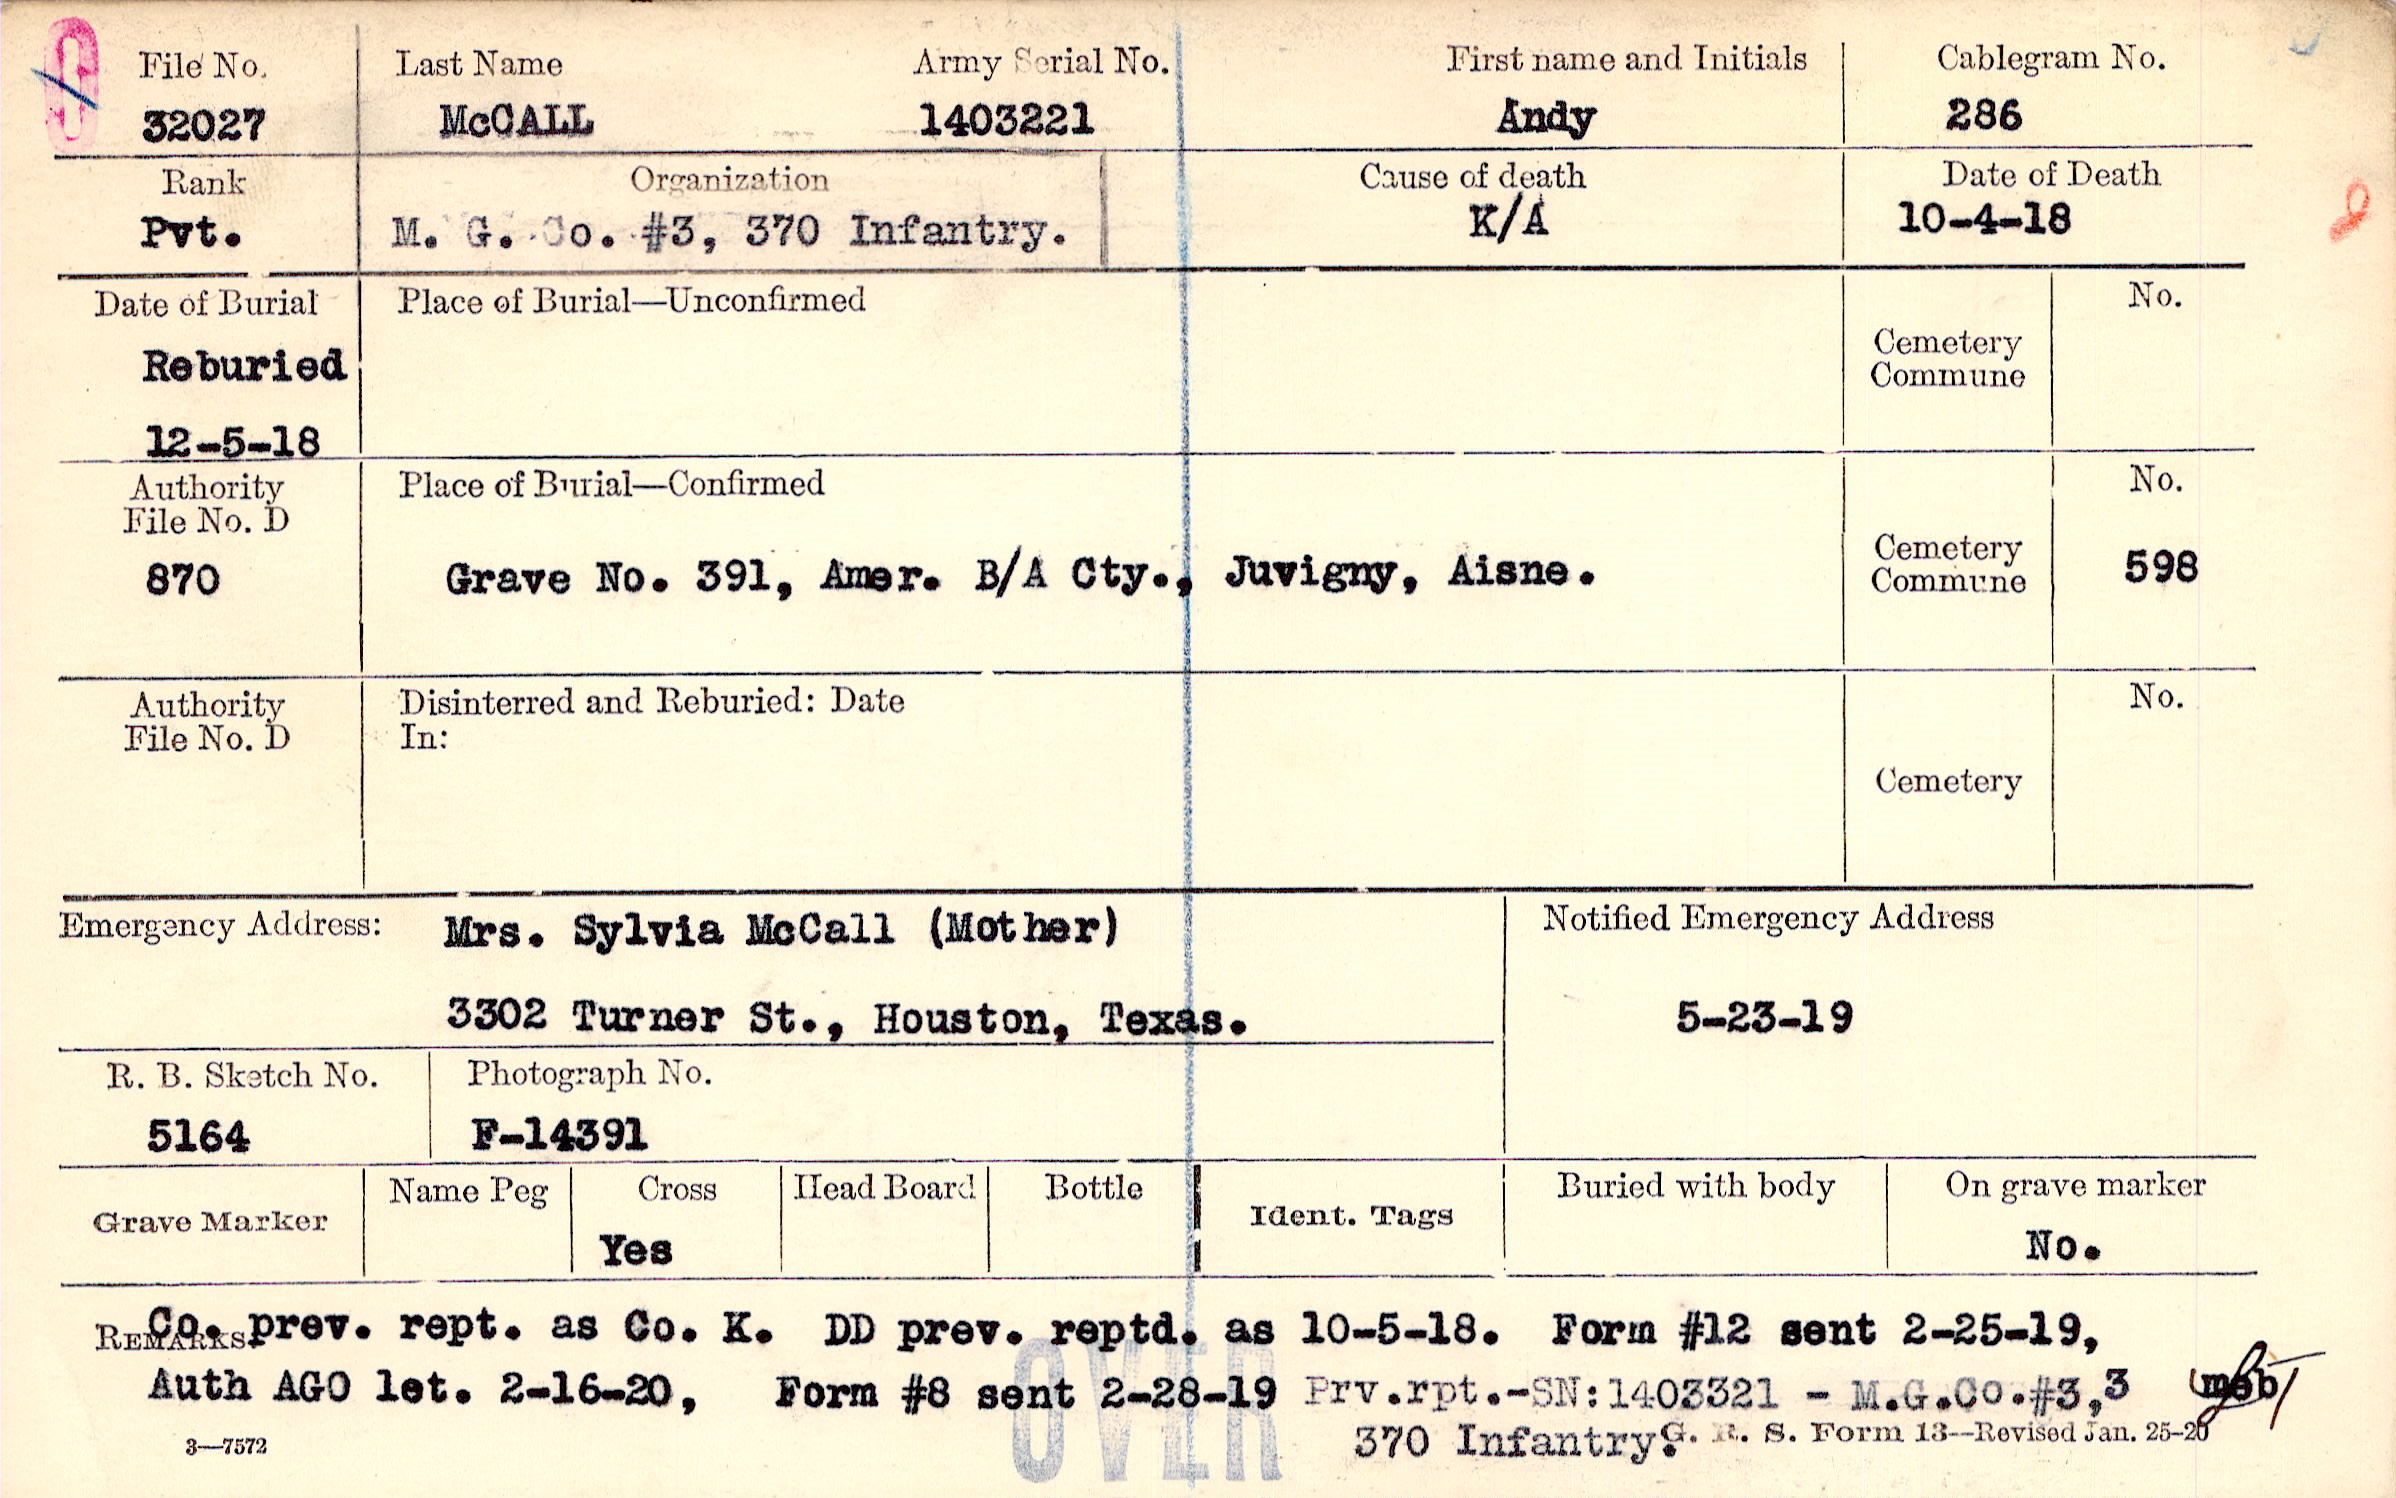 File No. Last Name Army Serial No. First name and Initials Cablegram No.
32027 McCALL 1403221 Andy 286
Rank Organization Cause of death Date of Death
Pvt. M. G. Co. #3, 370 Infantry. K/A 10-4-18
Date of Burial Place of Burial—Unconfirmed No.
Cemetery
Commune
Reburied
12-5-18
Authority Place of Burial—Confirmed No.
File No. D
Cemetery
Commune
870 Grave No. 391, Amer. B/A Cty., Juvigny, Aisne. 598
Authority Disinterred and Reburied: Date No.
File No. D In:
Cemetery
Emergency Address: Mrs. Sylvia McCall (Mother) Notified Emergency Address
3302 Turner St., Houston, Texas. 5-23-19
R. B. Sketch No. Photograph No.
5164 F-14391
Grave Marker Name Peg Cross Head Board Bottle Ident. Tags Buried with body On grave marker
Yes No.
REMARKS: Co. prev. rept. as Co. K. DD prev. reptd. as 10-5-18. Form #12 sent 2-25-19,
Auth AGO let. 2-16-20, Form #8 sent 2-28-19 Prv.rpt.-SN:1403321 - M.G.Co.#3,3
370 Infantry. G. R. S. Form 13—Revised Jan. 25-20
3—7572
OVER